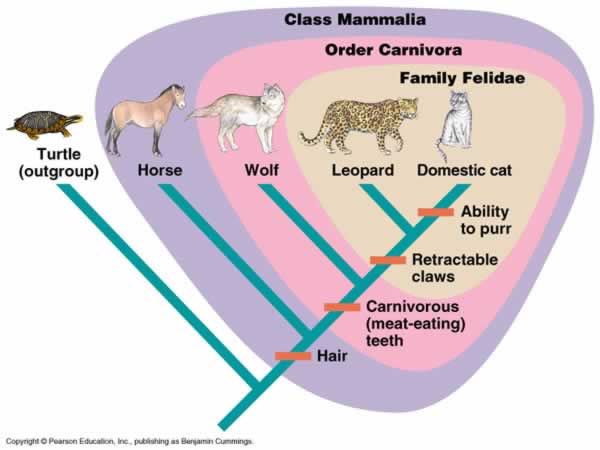 Class Mammalia
Order Carnivora
Family Felidae
Turtle
(outgroup)
Horse
Wolf
Leopard
Domestic cat
Ability
to purr
Retractable
claws
Carnivorous
(meat-eating)
teeth
Hair
Copyright © Pearson Education, Inc., publishing as Benjamin Cummings.